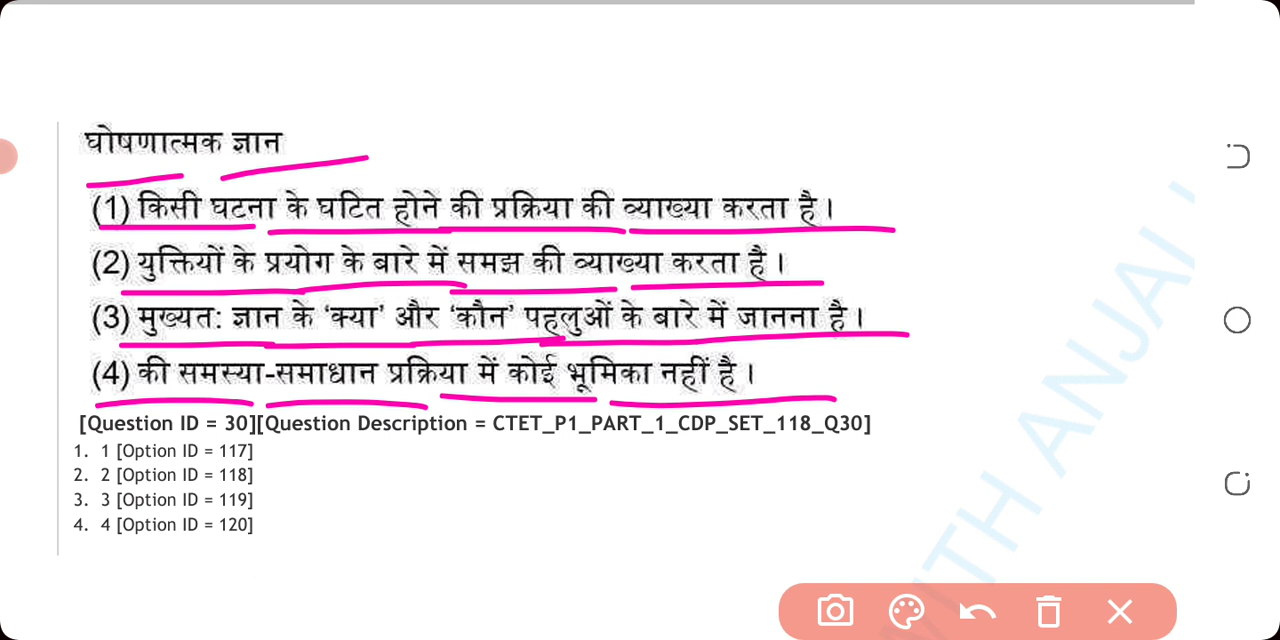 घोषणात्मक ज्ञान
(1) किसी घटना के घटित होने की प्रक्रिया की व्याख्या करता है।
(2) युक्तियों के प्रयोग के बारे में समझ की व्याख्या करता है।
(3) मुख्यत: ज्ञान के ‘क्या’ और ‘कौन’ पहलुओं के बारे में जानना है।
(4) की समस्या-समाधान प्रक्रिया में कोई भूमिका नहीं है।
[Question ID = 30][Question Description = CTET_P1_PART_1_CDP_SET_118_Q30]
1. 1 [Option ID = 117]
2. 2 [Option ID = 118]
3. 3 [Option ID = 119]
4. 4 [Option ID = 120]
WITH ANJALI